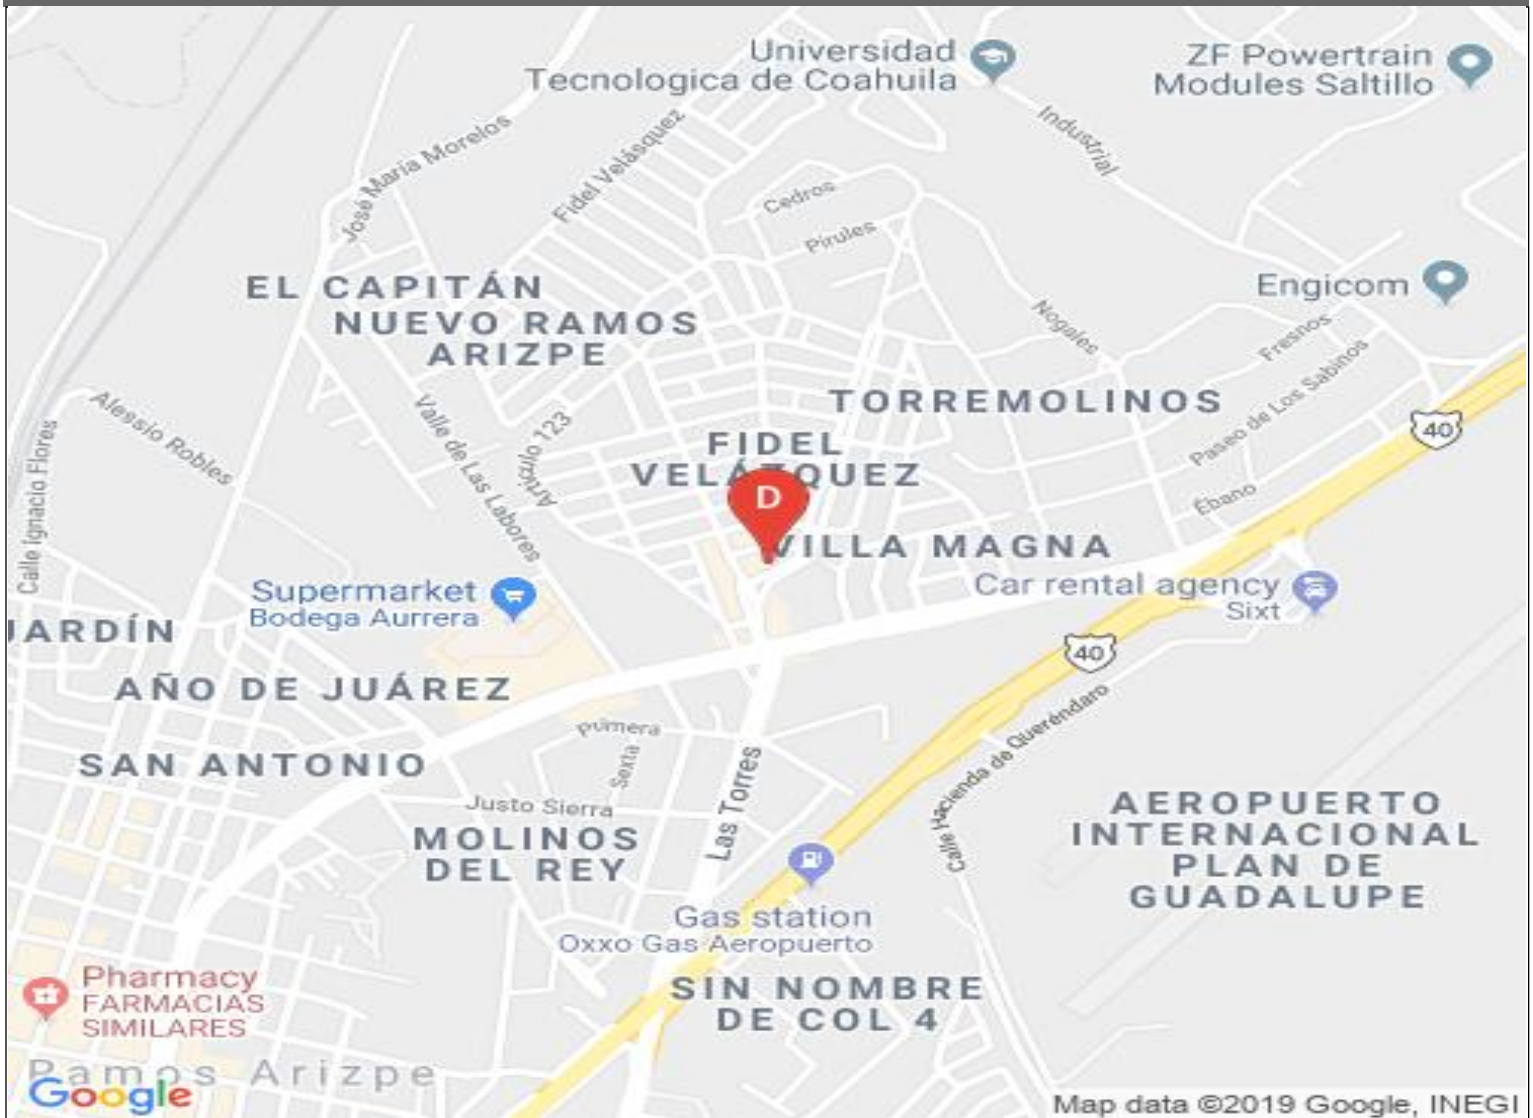 Universidad
Tecnologica de Coahuila
ZF Powertrain
Modules Saltillo
Industrial
José María Morelos
Fidel Velásquez
Cedros
Pirules
EL CAPITÁN
NUEVO RAMOS
ARIZPE
Engicom
Nogales
Fresnos
Paseo de Los Sabinos
TORREMOLINOS
40
Alessio Robles
Valle de Las Labores
Artículo 123
FIDEL
VELÁZQUEZ
D
Calle Ignacio Flores
Ébano
VILLA MAGNA
Supermarket
Bodega Aurrera
Car rental agency
Sixt
JARDÍN
40
AÑO DE JUÁREZ
Calle Hacienda de Queréndaro
Primera
Sexta
SAN ANTONIO
Las Torres
Justo Sierra
MOLINOS
DEL REY
AEROPUERTO
INTERNACIONAL
PLAN DE
GUADALUPE
Gas station
Oxxo Gas Aeropuerto
Pharmacy
FARMACIAS
SIMILARES
SIN NOMBRE
DE COL 4
Ramos Arizpe
Google
Map data ©2019 Google, INEGI